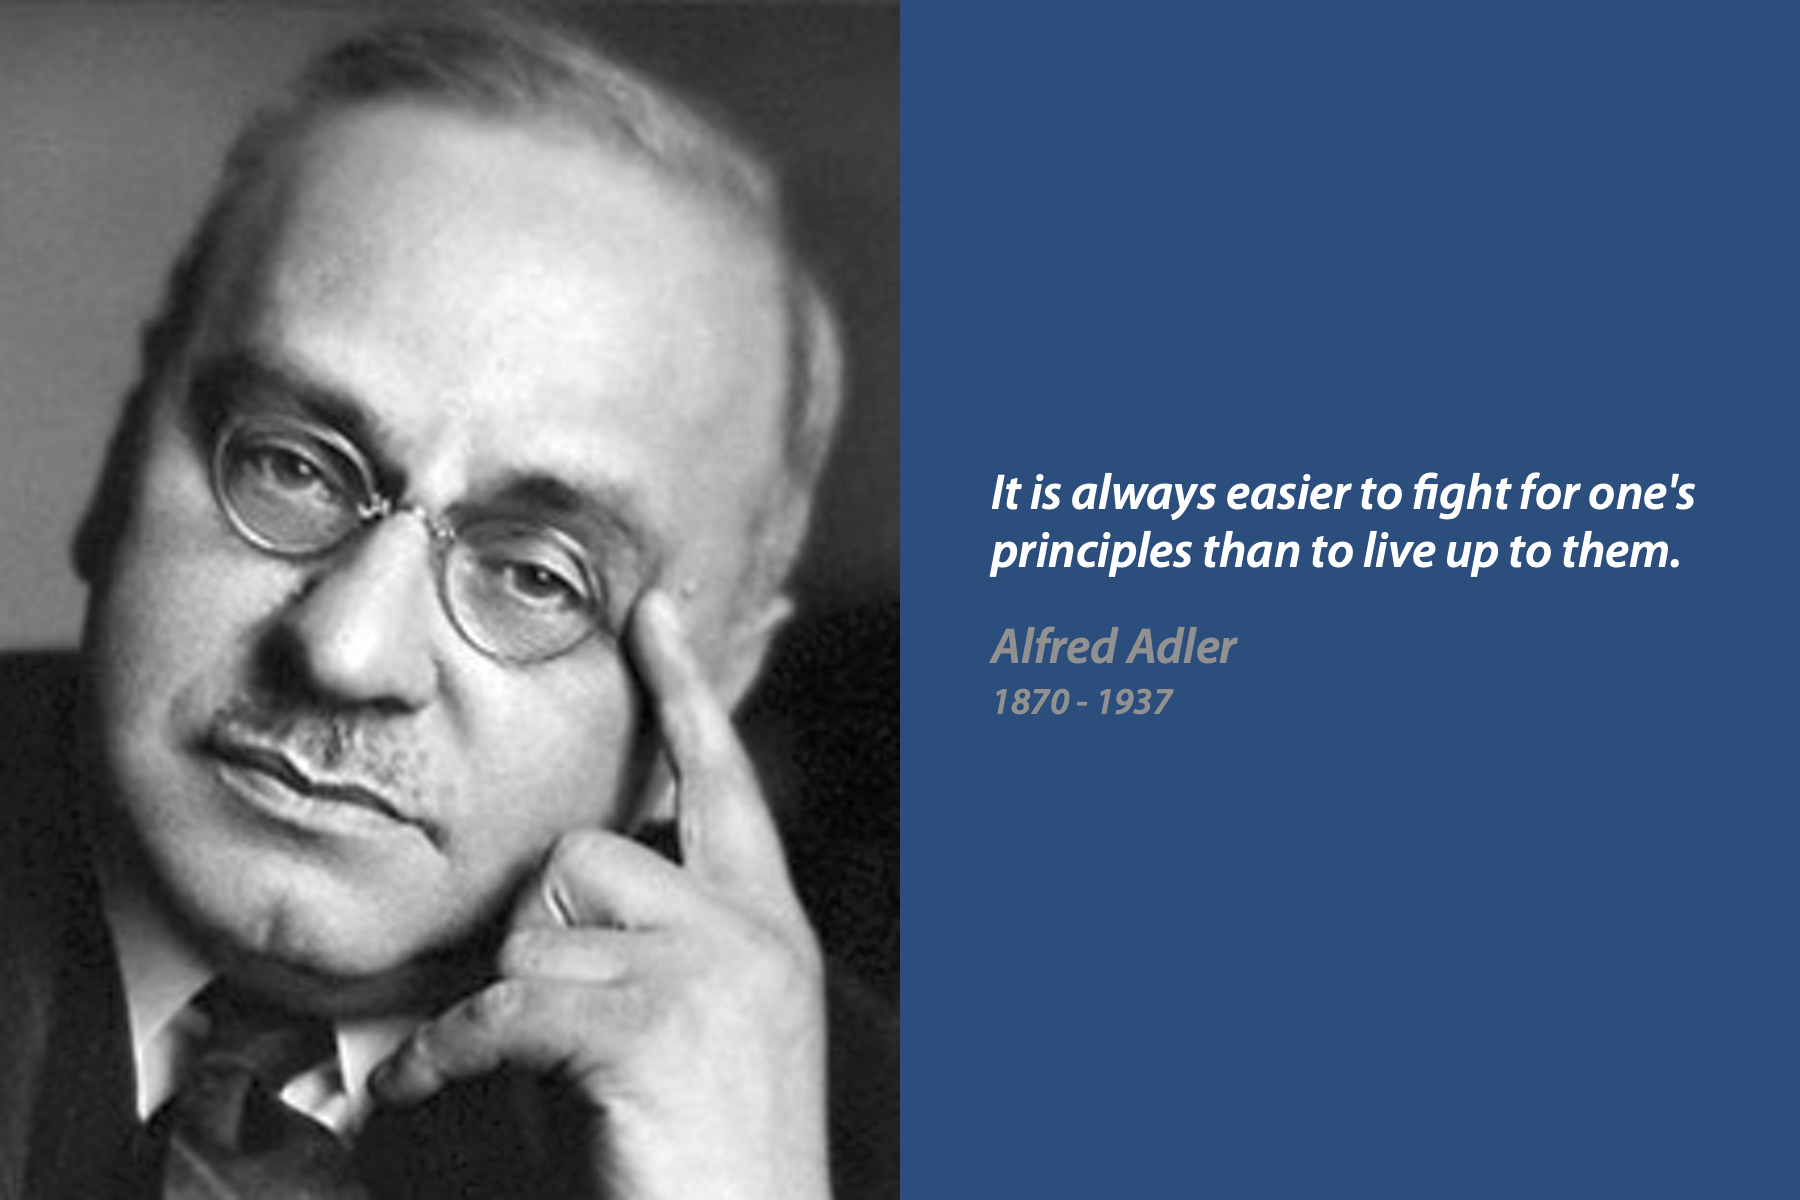 It is always easier to fight for one's
principles than to live up to them.
Alfred Adler
1870 - 1937